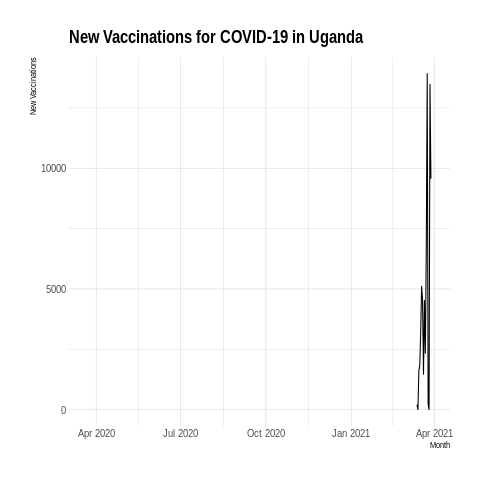 New Vaccinations for COVID-19 in Uganda
New Vaccinations
10000
5000
0
Apr 2020 Jul 2020 Oct 2020 Jan 2021 Apr 2021
Month